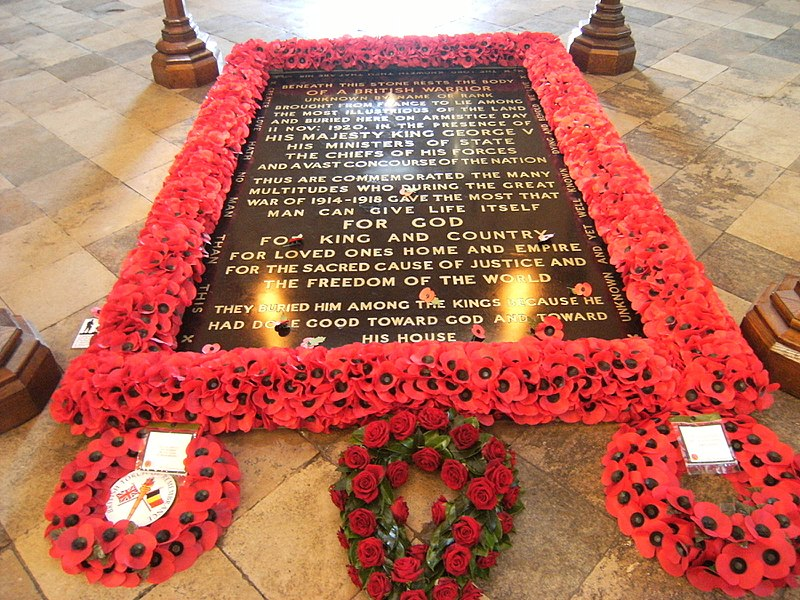 BENEATH THIS STONE RESTS THE BODY
OF A BRITISH WARRIOR
UNKNOWN BY NAME OR RANK
BROUGHT FROM FRANCE TO LIE AMONG
THE MOST ILLUSTRIOUS OF THE LAND
AND BURIED HERE ON ARMISTICE DAY
11 NOV: 1920, IN THE PRESENCE OF
HIS MAJESTY KING GEORGE V
HIS MINISTERS OF STATE
THE CHIEFS OF HIS FORCES
AND A VAST CONCOURSE OF THE NATION
THUS ARE COMMEMORATED THE MANY
MULTITUDES WHO DURING THE GREAT
WAR OF 1914-1918 GAVE THE MOST THAT
MAN CAN GIVE LIFE ITSELF
FOR GOD
FOR KING AND COUNTRY
FOR LOVED ONES HOME AND EMPIRE
FOR THE SACRED CAUSE OF JUSTICE AND
THE FREEDOM OF THE WORLD
THEY BURIED HIM AMONG THE KINGS BECAUSE HE
HAD DONE GOOD TOWARD GOD AND TOWARD
HIS HOUSE
LOVE HATH NO MAN THAN THIS
UNKNOWN AND YET WELL KNOWN